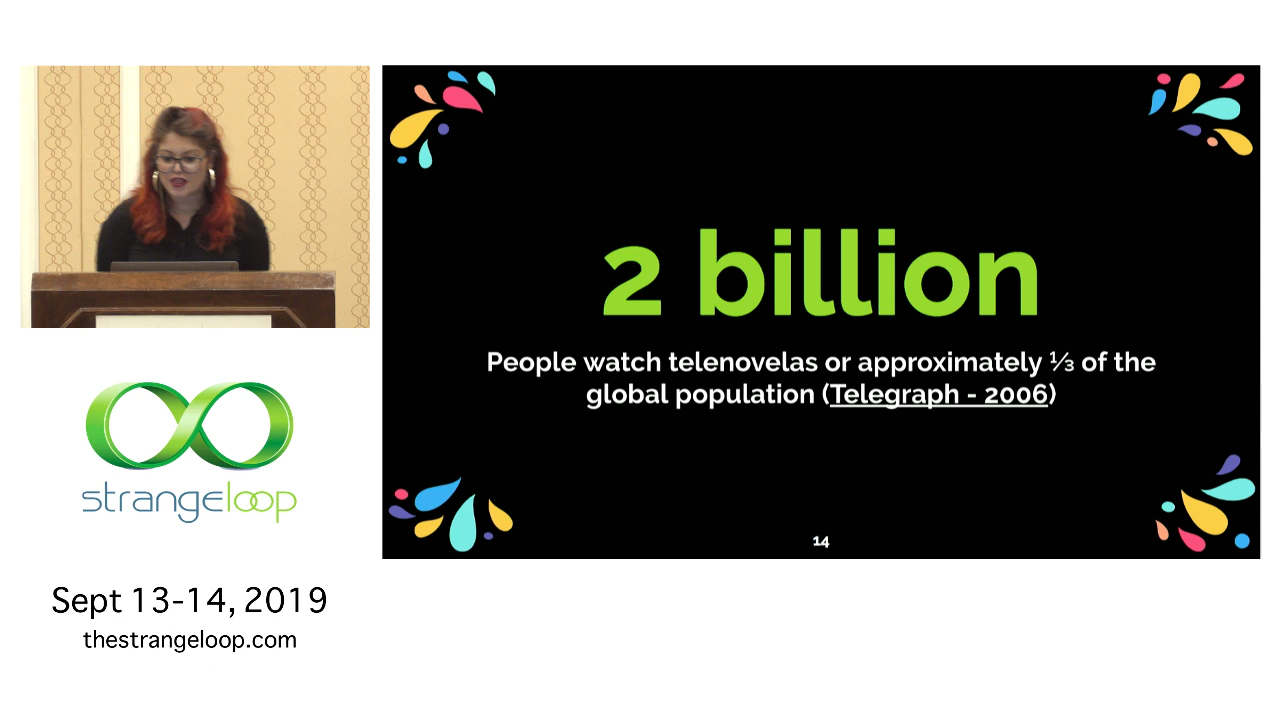 2 billion
People watch telenovelas or approximately ⅓ of the
global population (Telegraph - 2006)
14
strangeloop
Sept 13-14, 2019
thestrangeloop.com